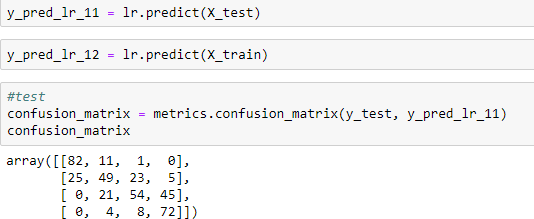 y_pred_lr_11 = lr.predict(X_test)
y_pred_lr_12 = lr.predict(X_train)
#test
confusion_matrix = metrics.confusion_matrix(y_test, y_pred_lr_11)
confusion_matrix
array([[82, 11,  1,  0],
       [25, 49, 23,  5],
       [ 0, 21, 54, 45],
       [ 0,  4,  8, 72]])